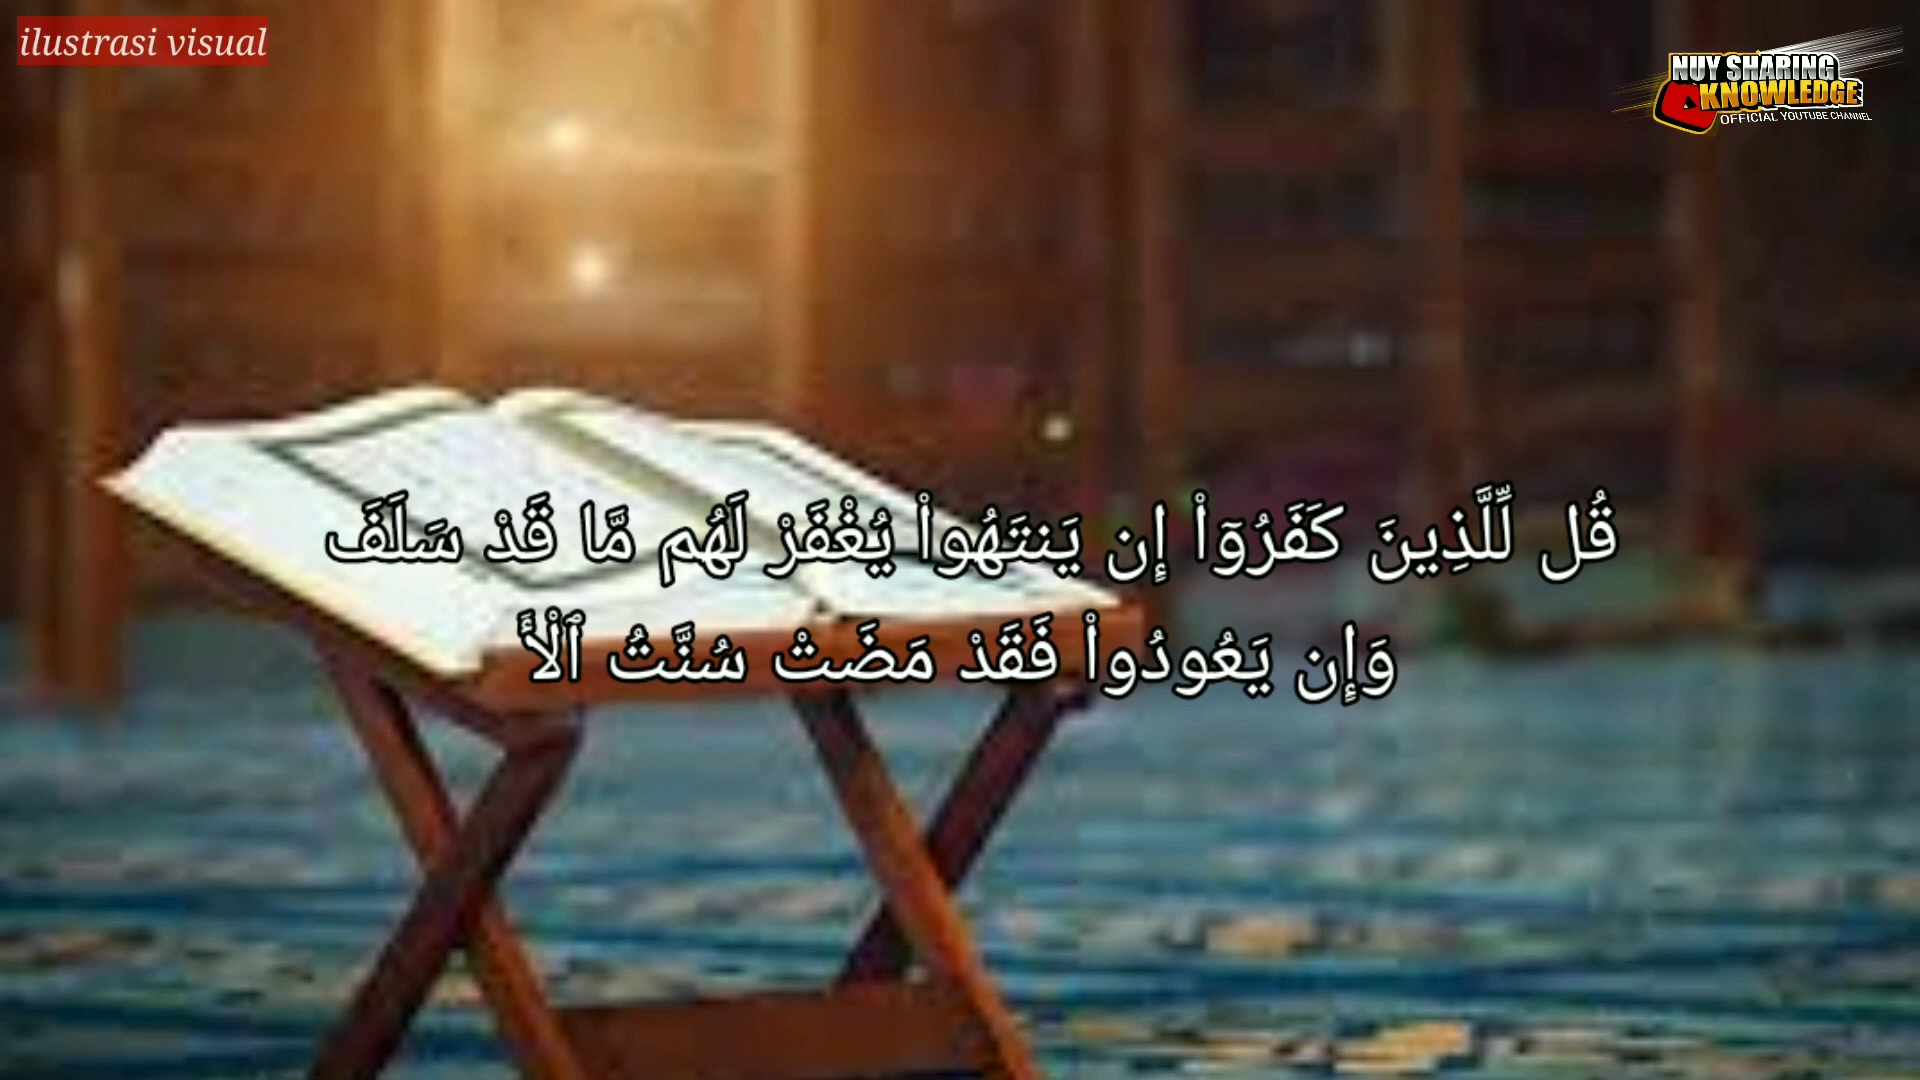 ilustrasi visual
NUY SHARING
KNOWLEDGE
OFFICIAL YOUTUBE CHANNEL
قُل لِّلَّذِينَ كَفَرُوٓا۟ إِن يَنتَهُوا۟ يُغْفَرْ لَهُم مَّا قَدْ سَلَفَ
وَإِن يَعُودُوا۟ فَقَدْ مَضَتْ سُنَّتُ ٱلْأَ